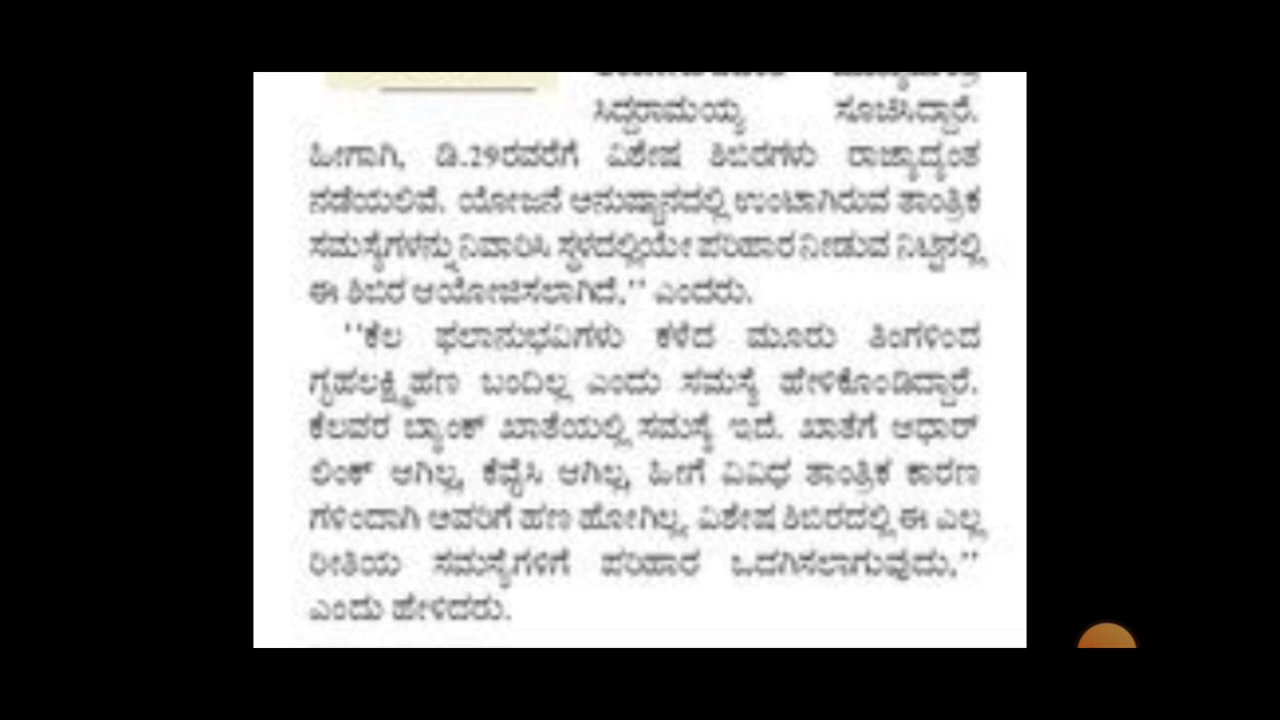 ಸಿದ್ದರಾಮಯ್ಯ ಸೂಚಿಸಿದ್ದಾರೆ.
ಹೀಗಾಗಿ, ಡಿ.29ರವರೆಗೆ ವಿಶೇಷ ಶಿಬಿರಗಳು ರಾಜ್ಯಾದ್ಯಂತ
ನಡೆಯಲಿವೆ. ಯೋಜನೆ ಅನುಷ್ಠಾನದಲ್ಲಿ ಉಂಟಾಗಿರುವ ತಾಂತ್ರಿಕ
ಸಮಸ್ಯೆಗಳನ್ನು ನಿವಾರಿಸಿ ಸ್ಥಳದಲ್ಲಿಯೇ ಪರಿಹಾರ ನೀಡುವ ನಿಟ್ಟಿನಲ್ಲಿ
ಈ ಶಿಬಿರ ಆಯೋಜಿಸಲಾಗಿದೆ,'' ಎಂದರು.
''ಕೆಲ ಫಲಾನುಭವಿಗಳು ಕಳೆದ ಮೂರು ತಿಂಗಳಿಂದ
ಗೃಹಲಕ್ಷ್ಮಿ ಹಣ ಬಂದಿಲ್ಲ ಎಂದು ಸಮಸ್ಯೆ ಹೇಳಿಕೊಂಡಿದ್ದಾರೆ.
ಕೆಲವರ ಬ್ಯಾಂಕ್ ಖಾತೆಯಲ್ಲಿ ಸಮಸ್ಯೆ ಇದೆ. ಖಾತೆಗೆ ಆಧಾರ್
ಲಿಂಕ್ ಆಗಿಲ್ಲ, ಕೆವೈಸಿ ಆಗಿಲ್ಲ, ಹೀಗೆ ವಿವಿಧ ತಾಂತ್ರಿಕ ಕಾರಣ
ಗಳಿಂದಾಗಿ ಅವರಿಗೆ ಹಣ ಹೋಗಿಲ್ಲ. ವಿಶೇಷ ಶಿಬಿರದಲ್ಲಿ ಈ ಎಲ್ಲ
ರೀತಿಯ ಸಮಸ್ಯೆಗಳಿಗೆ ಪರಿಹಾರ ಒದಗಿಸಲಾಗುವುದು,''
ಎಂದು ಹೇಳಿದರು.